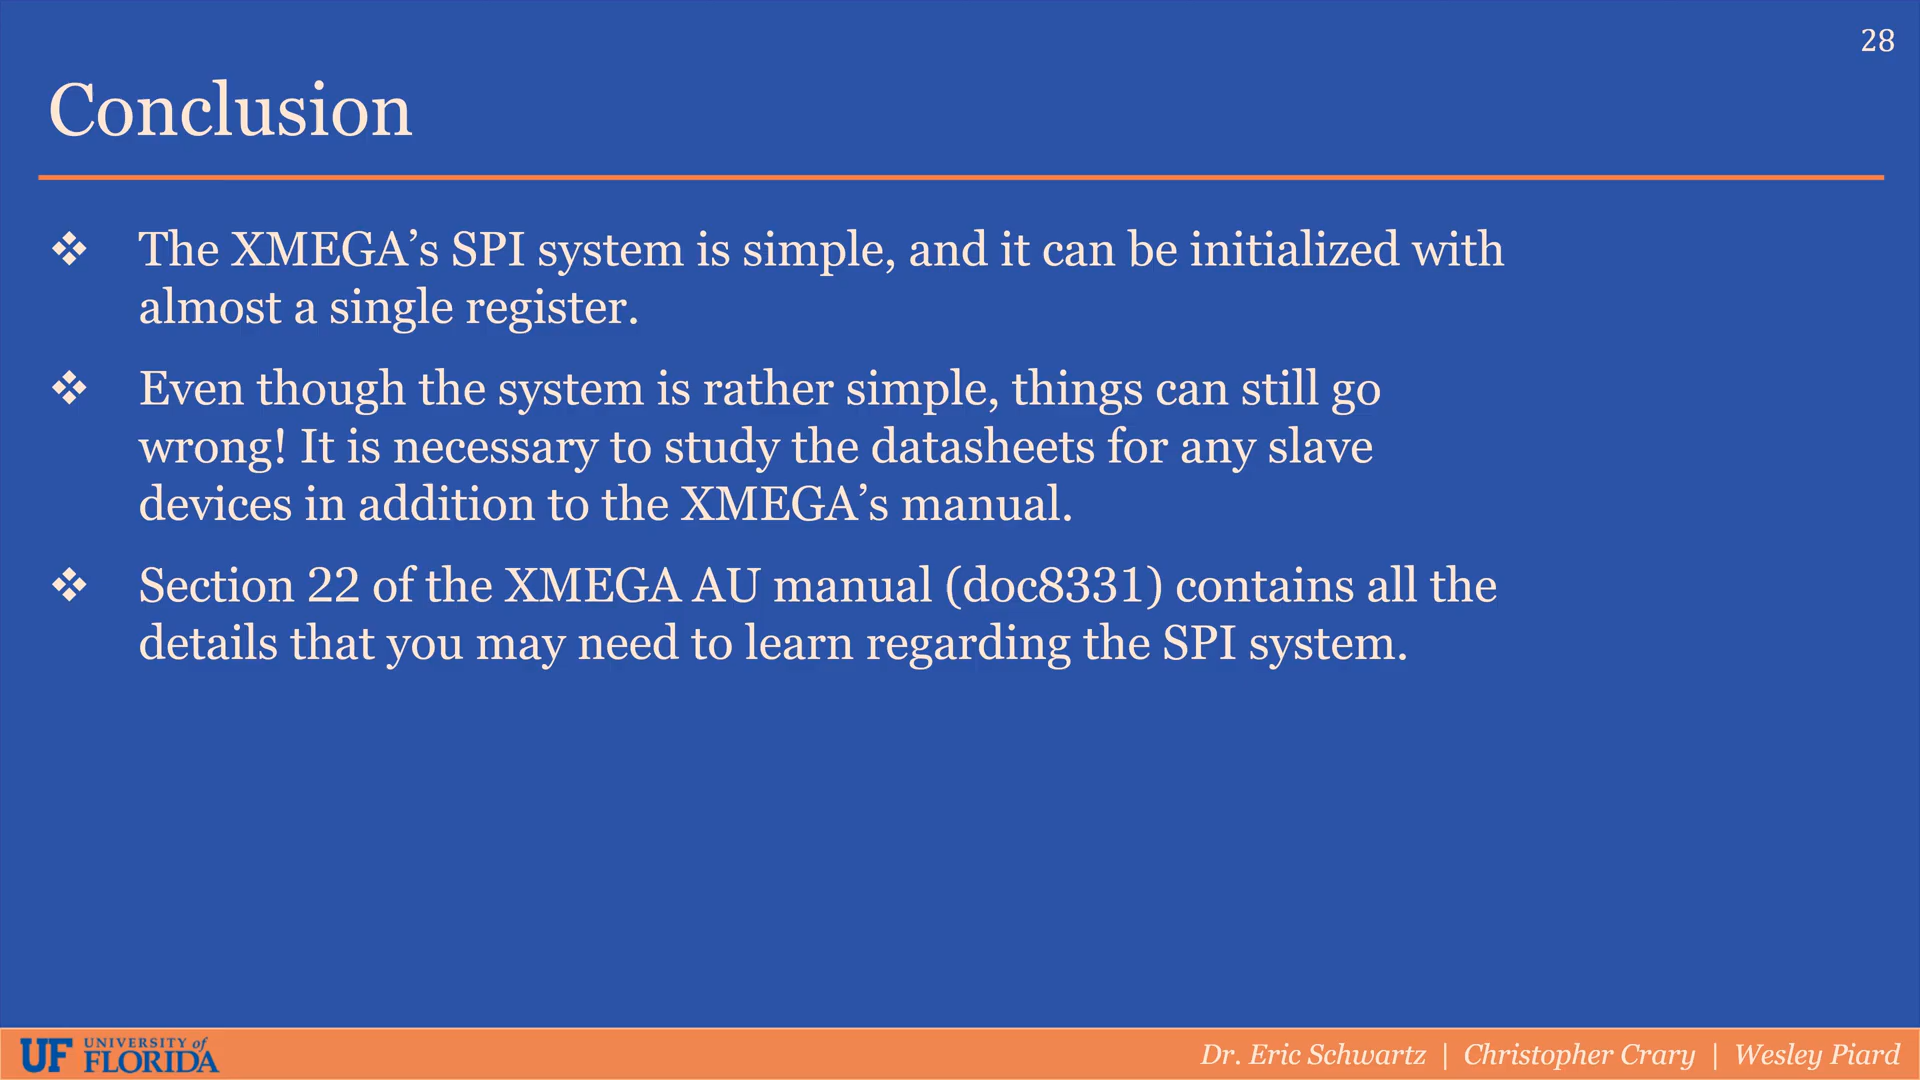 28
Conclusion
❖ The XMEGA’s SPI system is simple, and it can be initialized with
almost a single register.
❖ Even though the system is rather simple, things can still go
wrong! It is necessary to study the datasheets for any slave
devices in addition to the XMEGA’s manual.
❖ Section 22 of the XMEGA AU manual (doc8331) contains all the
details that you may need to learn regarding the SPI system.
UF UNIVERSITY of
FLORIDA
Dr. Eric Schwartz | Christopher Crary | Wesley Piard